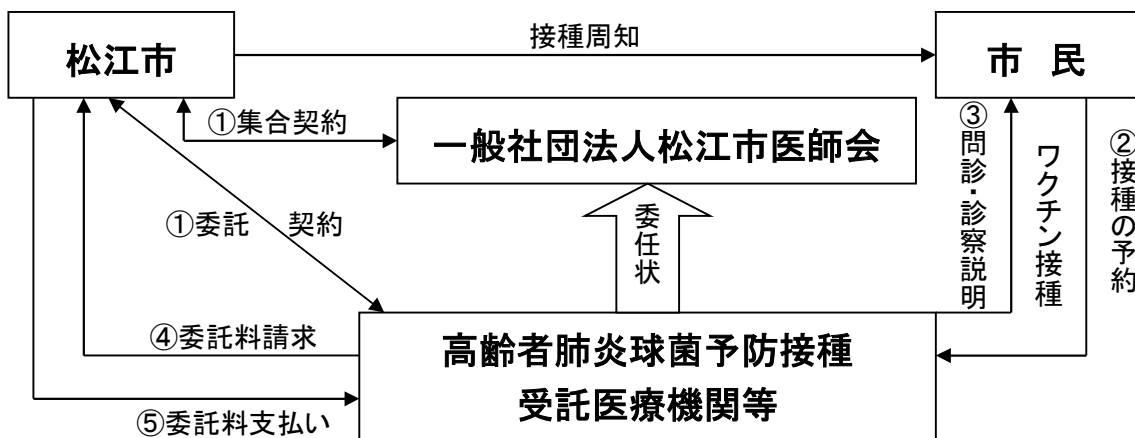 松江市
接種周知
市　民
①集合契約
一般社団法人松江市医師会
①委託　契約
委任状
③問診・診察説明
ワクチン接種
②接種の予約
④委託料請求
高齢者肺炎球菌予防接種
受託医療機関等
⑤委託料支払い